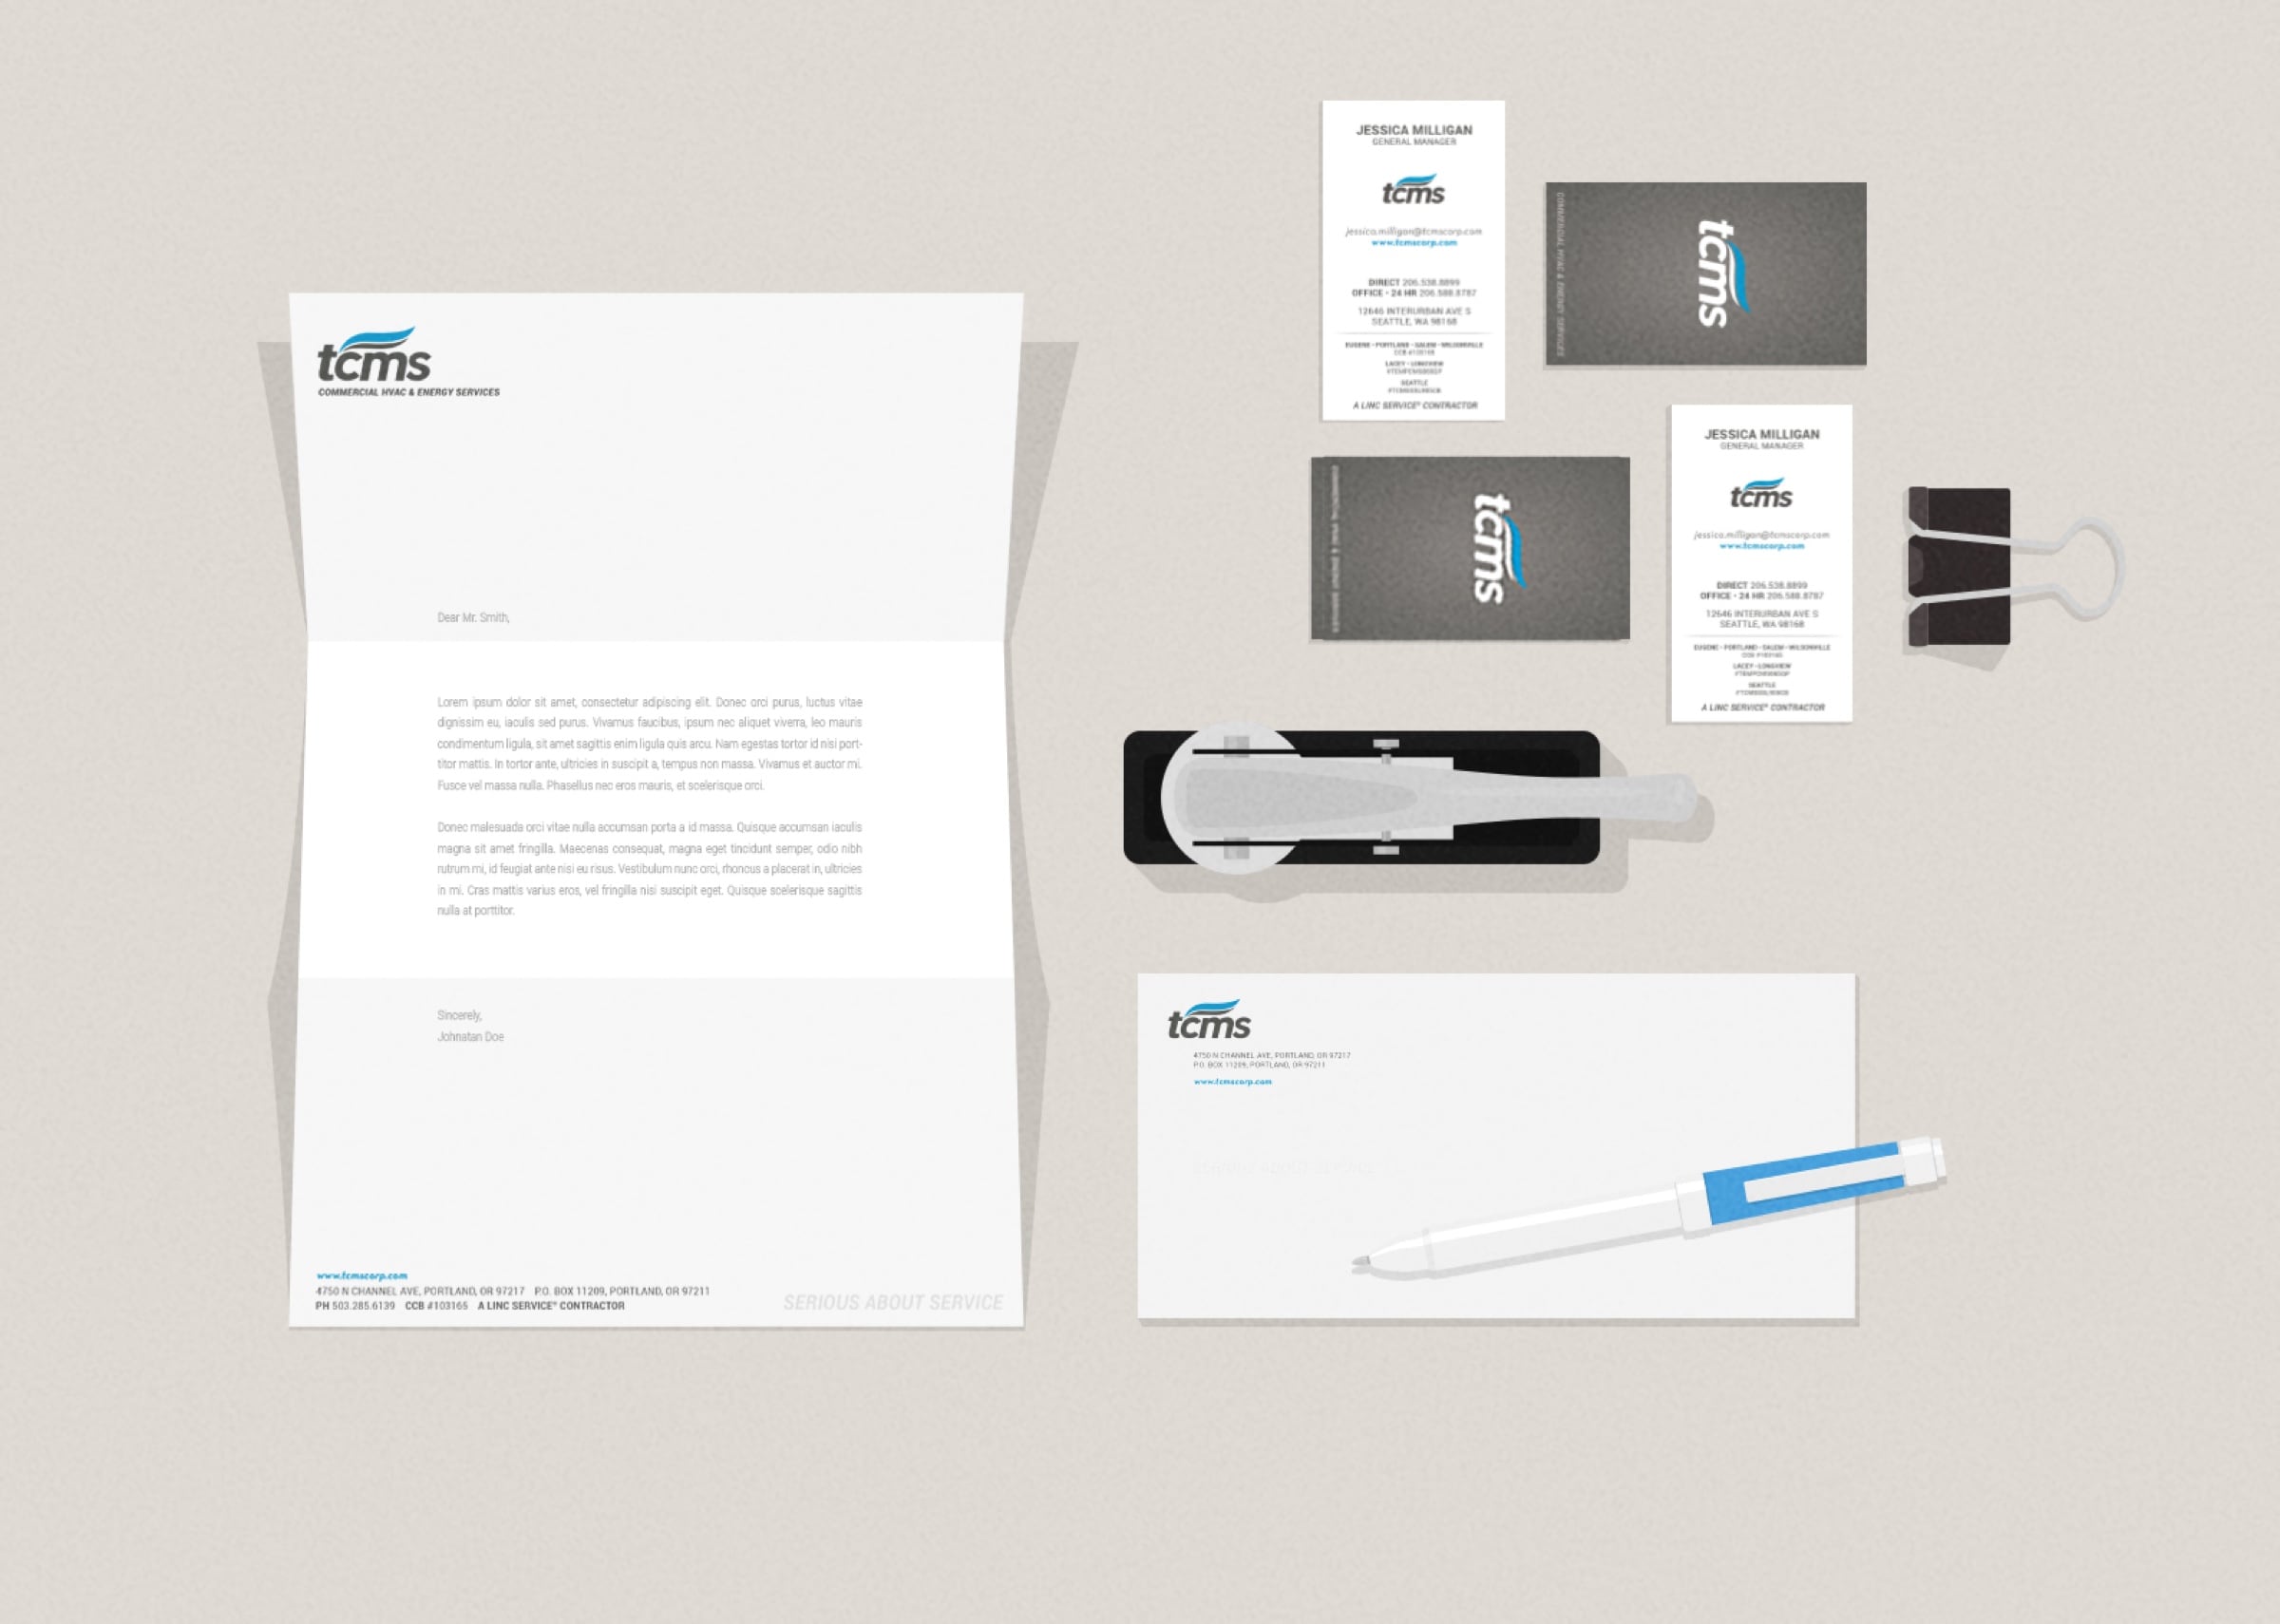 tcms
COMMERCIAL HVAC & ENERGY SERVICES
Dear Mr. Smith,
Lorem ipsum dolor sit amet, consectetur adipiscing elit. Donec orci purus, luctus vitae
dignissim eu, iaculis sed purus. Vivamus faucibus, ipsum nec aliquet viverra, leo mauris
condimentum ligula, sit amet sagittis enim ligula quis arcu. Nam egestas tortor id nisi port-
titor mattis. In tortor ante, ultricies in suscipit a, tempus non massa. Vivamus et auctor mi.
Fusce vel massa nulla. Phasellus nec eros mauris, et scelerisque orci.
Donec malesuada orci vitae nulla accumsan porta a id massa. Quisque accumsan iaculis
magna sit amet fringilla. Maecenas consequat, magna eget tincidunt semper, odio nibh
rutrum mi, id feugiat ante nisi eu risus. Vestibulum nunc orci, rhoncus a placerat in, ultricies
in mi. Cras mattis varius eros, vel fringilla nisi suscipit eget. Quisque scelerisque sagittis
nulla at porttitor.
Sincerely,
Johnatan Doe
www.tcmscorp.com
4750 N CHANNEL AVE, PORTLAND, OR 97217 P.O. BOX 11209, PORTLAND, OR 97211
PH 503.285.6139 CCB #103165 A LINC SERVICE® CONTRACTOR
SERIOUS ABOUT SERVICE
JESSICA MILLIGAN
GENERAL MANAGER
tcms
jessica.milligan@tcmscorp.com
www.tcmscorp.com
DIRECT 206.538.8899
OFFICE • 24 HR 206.588.8787
12646 INTERURBAN AVE S
SEATTLE, WA 98168
EUGENE • PORTLAND • SALEM • WILSONVILLE
CCB #103165
LACEY • LONGVIEW
SEATTLE
A LINC SERVICE® CONTRACTOR
COMMERCIAL HVAC & ENERGY SERVICES
tcms
COMMERCIAL HVAC & ENERGY SERVICES
tcms
JESSICA MILLIGAN
GENERAL MANAGER
tcms
jessica.milligan@tcmscorp.com
www.tcmscorp.com
DIRECT 206.538.8899
OFFICE • 24 HR 206.588.8787
12646 INTERURBAN AVE S
SEATTLE, WA 98168
EUGENE • PORTLAND • SALEM • WILSONVILLE
CCB #103165
LACEY • LONGVIEW
SEATTLE
A LINC SERVICE® CONTRACTOR
tcms
4750 N CHANNEL AVE, PORTLAND, OR 97217
P.O. BOX 11209, PORTLAND, OR 97211
www.tcmscorp.com
SERIOUS ABOUT SERVICE